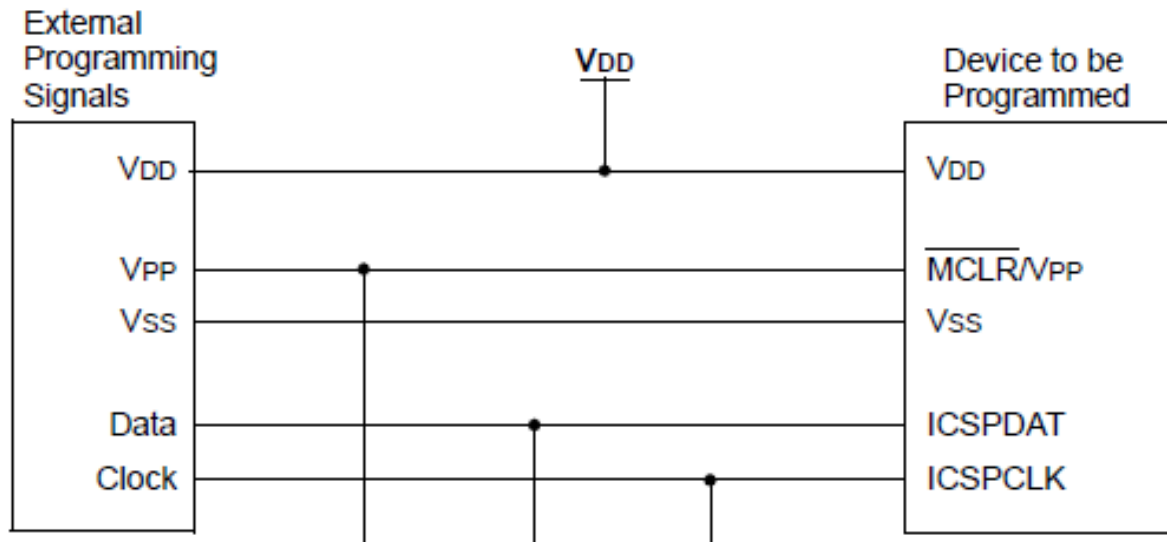 External
Programming
Signals
VDD
Device to be
Programmed
VDD
VDD
VPP
MCLR/VPP
VSS
VSS
Data
ICSPDAT
Clock
ICSPCLK